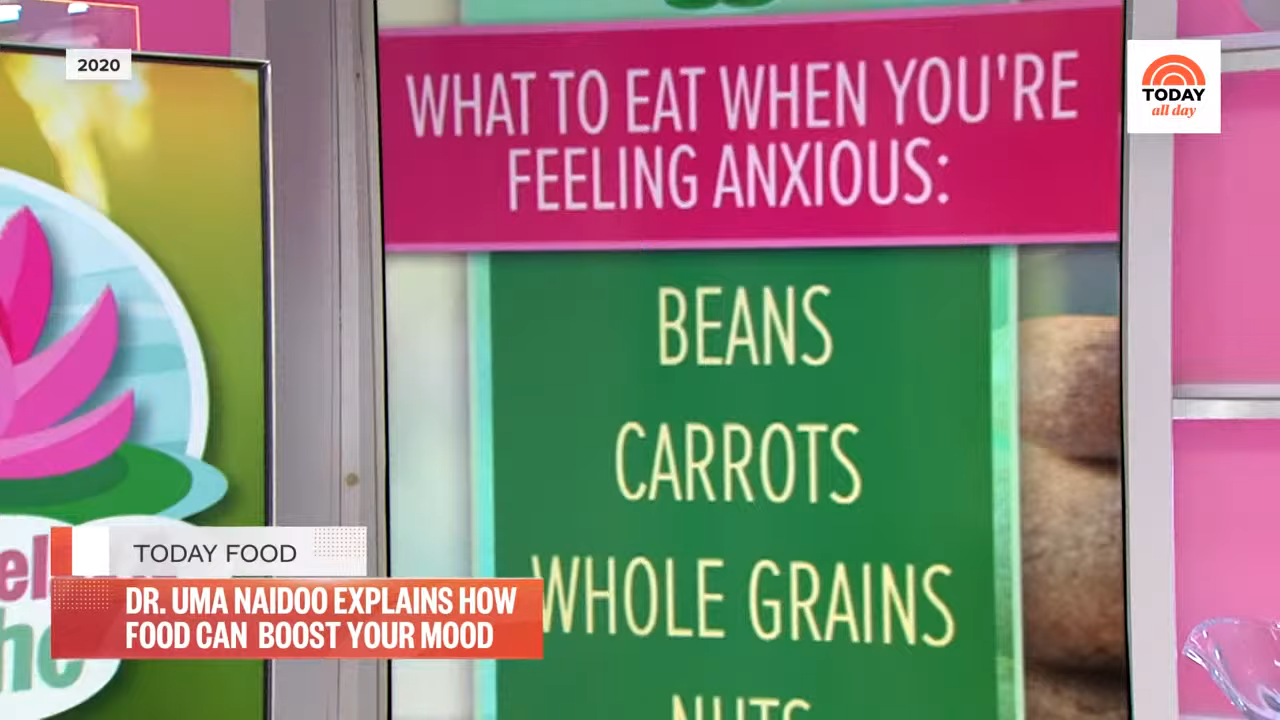 2020
TODAY
all day
WHAT TO EAT WHEN YOU'RE
FEELING ANXIOUS:
BEANS
CARROTS
WHOLE GRAINS
NUTS
TODAY FOOD
DR. UMA NAIDOO EXPLAINS HOW
FOOD CAN BOOST YOUR MOOD